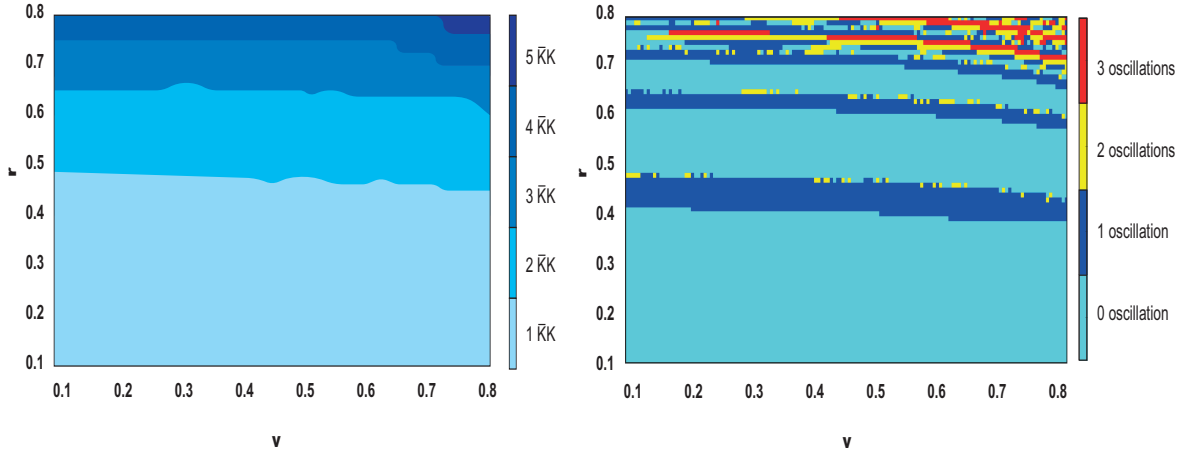 0.8
0.7
0.6
0.5
0.4
0.3
0.2
0.1
r
0.1 0.2 0.3 0.4 0.5 0.6 0.7 0.8
v
5 K̄K
4 K̄K
3 K̄K
2 K̄K
1 K̄K
0.8
0.7
0.6
0.5
0.4
0.3
0.2
0.1
r
0.1 0.2 0.3 0.4 0.5 0.6 0.7 0.8
v
3 oscillations
2 oscillations
1 oscillation
0 oscillation